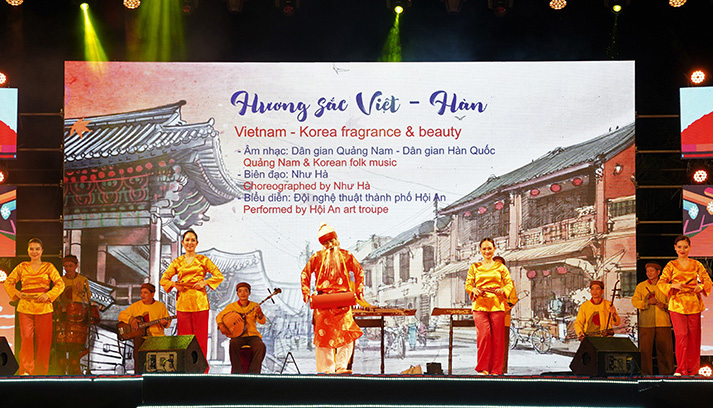 Hương sắc Việt - Hàn
Vietnam - Korea fragrance & beauty
- Âm nhạc: Dân gian Quảng Nam - Dân gian Hàn Quốc
Quảng Nam & Korean folk music
- Biên đạo: Như Hà
Choreographed by Như Hà
- Biểu diễn: Đội nghệ thuật thành phố Hội An
Performed by Hội An art troupe